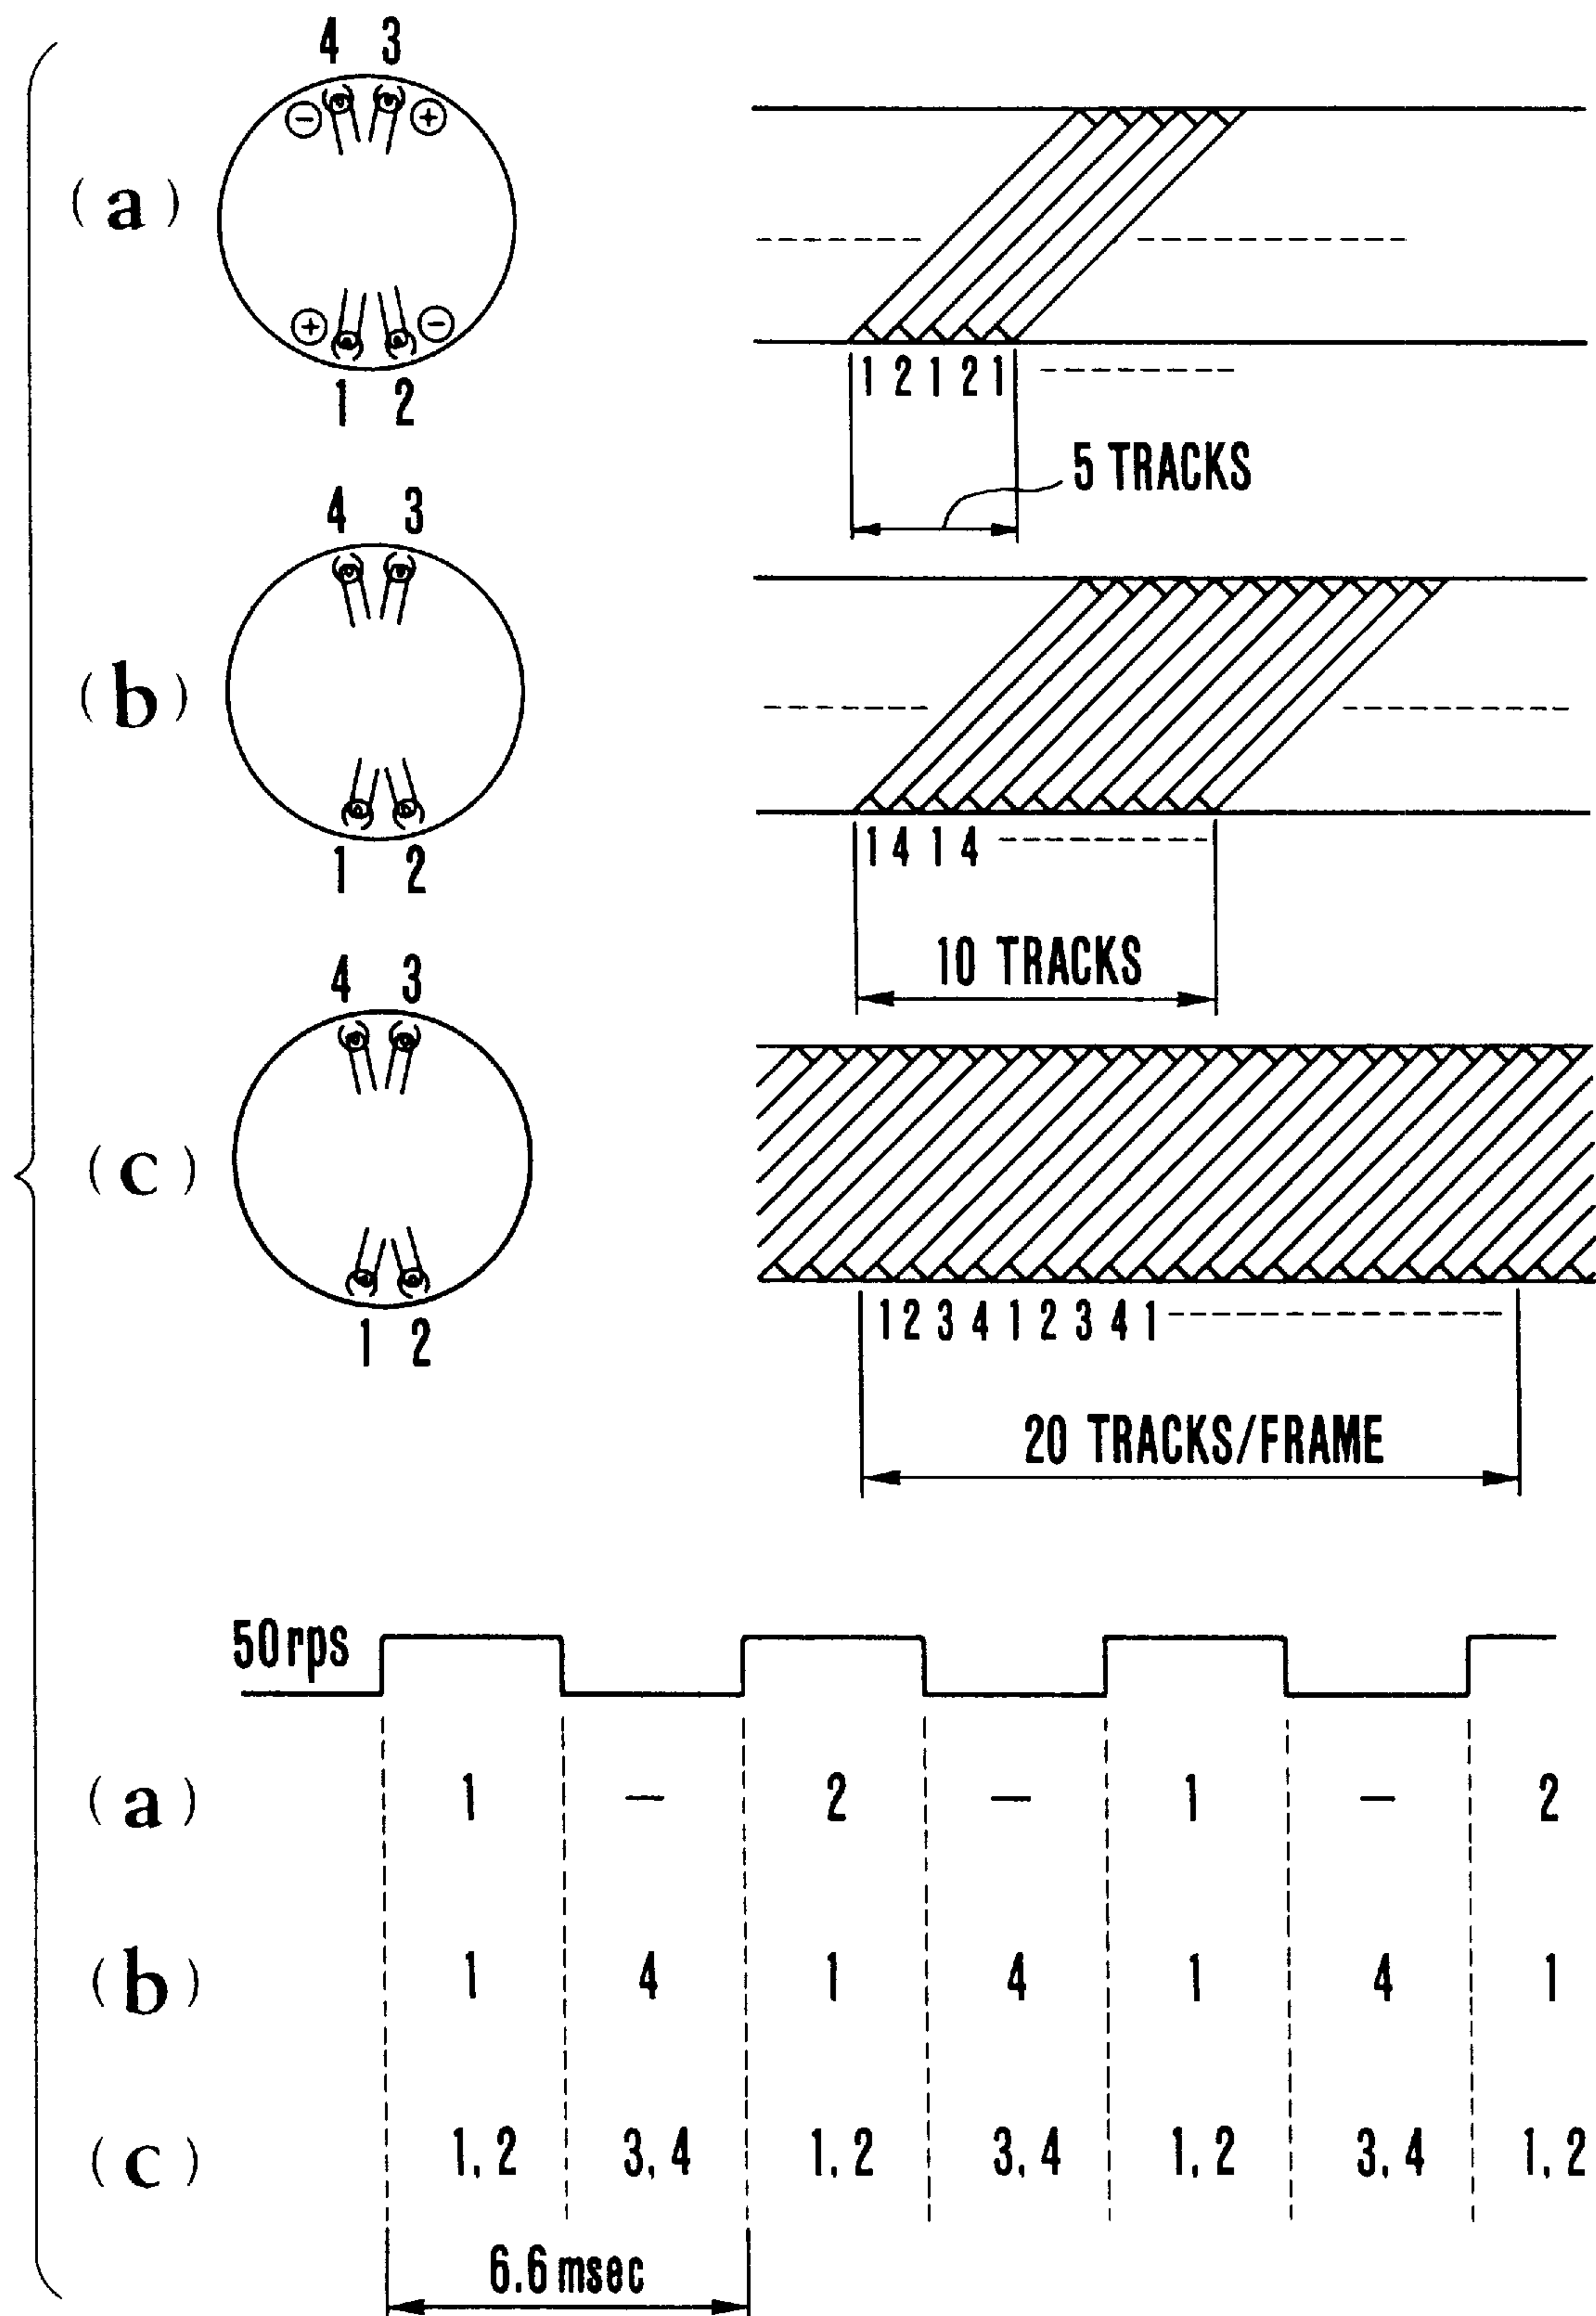 4 3
⊖ ⊕
(a)
⊕ ⊖
1 2
1 2 1 2 1
5 TRACKS
4 3
(b)
1 2
1 4 1 4
10 TRACKS
4 3
(c)
1 2
1 2 3 4 1 2 3 4 1
20 TRACKS/FRAME
50rps
(a) 1 — 2 — 1 — 2
(b) 1 4 1 4 1 4 1
(c) 1,2 3,4 1,2 3,4 1,2 3,4 1,2
6.6msec